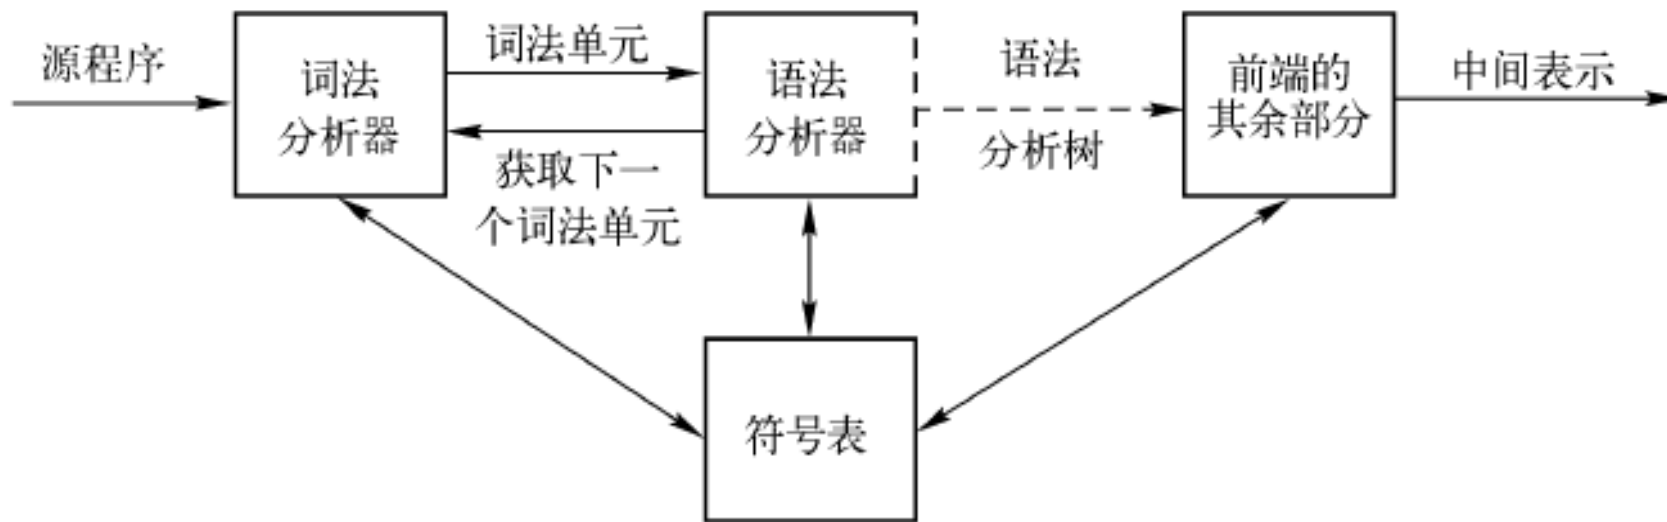 源程序
词法
分析器
词法单元
获取下一
个词法单元
语法
分析器
语法
分析树
前端的
其余部分
中间表示
符号表